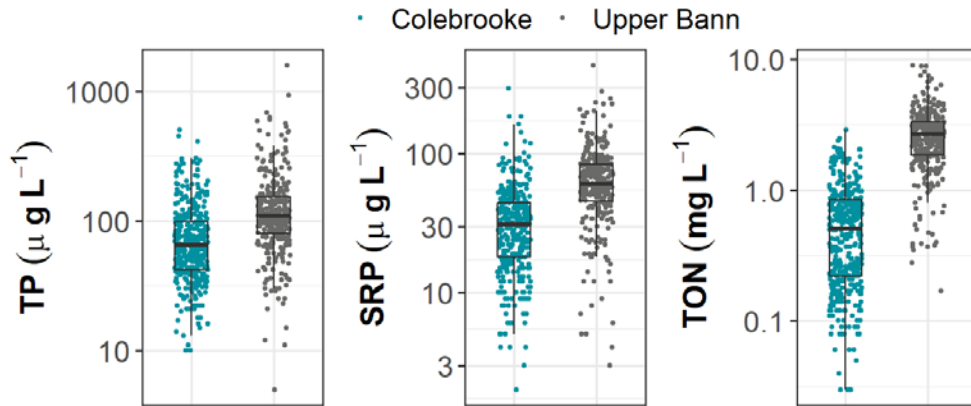 Colebrooke Upper Bann
TP (μ g L⁻¹)
1000
100
10
SRP (μ g L⁻¹)
300
100
30
10
3
TON (mg L⁻¹)
10.0
1.0
0.1